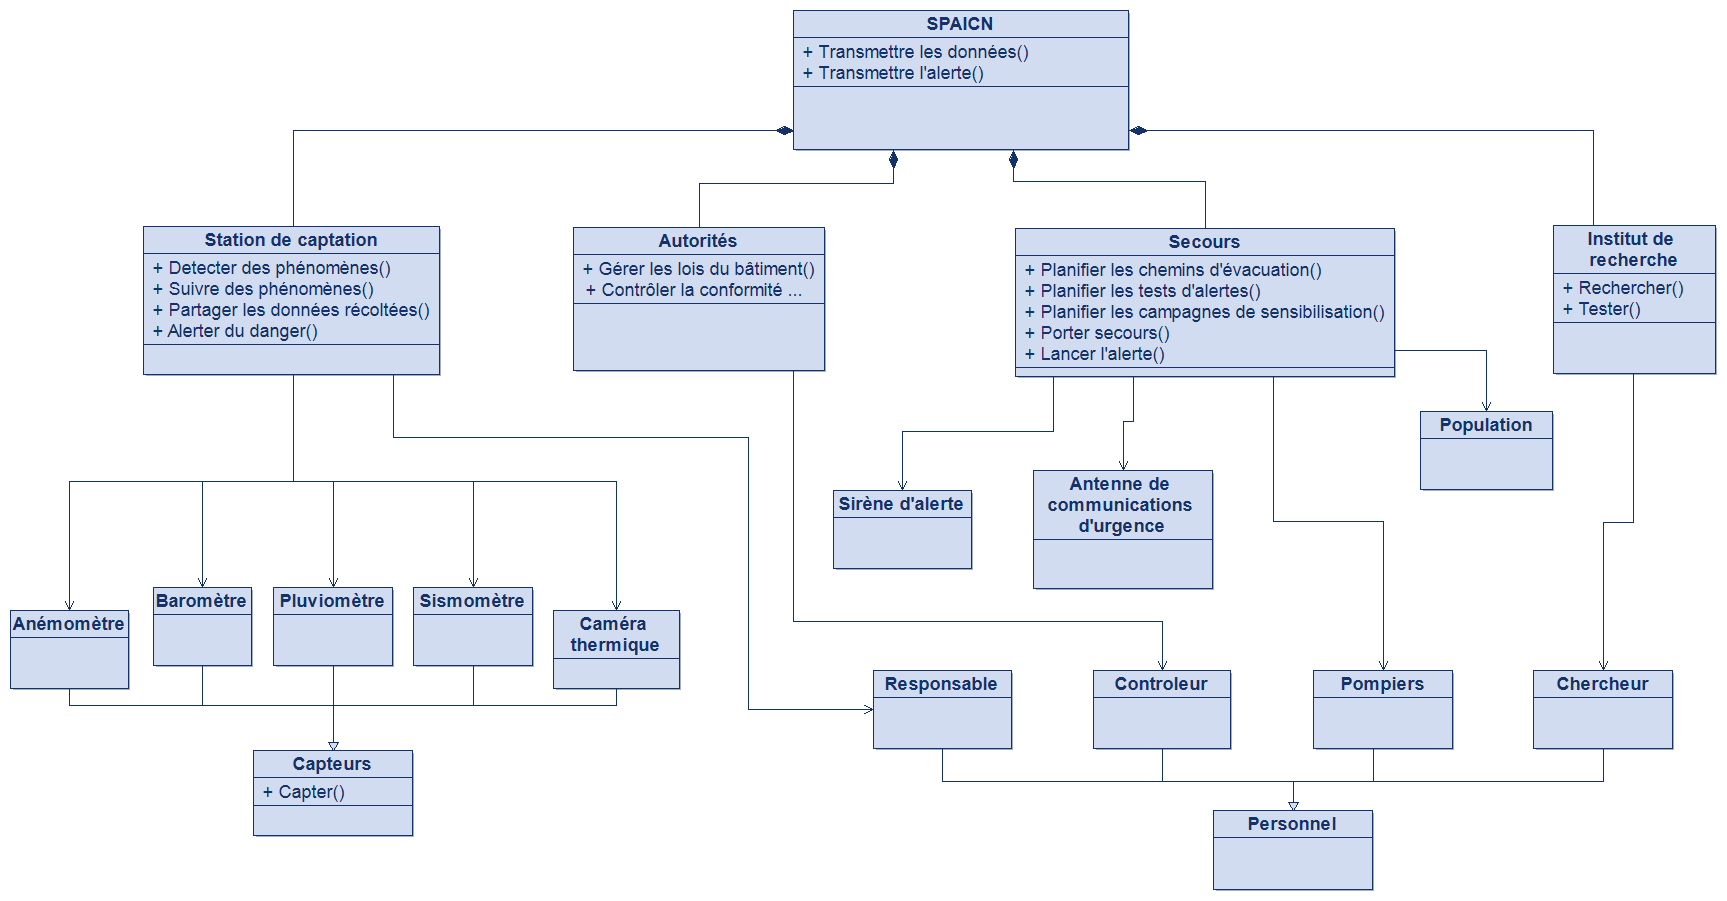 SPAICN
+ Transmettre les données()
+ Transmettre l'alerte()
Station de captation
+ Detecter des phénomènes()
+ Suivre des phénomènes()
+ Partager les données récoltées()
+ Alerter du danger()
Autorités
+ Gérer les lois du bâtiment()
+ Contrôler la conformité ...
Secours
+ Planifier les chemins d'évacuation()
+ Planifier les tests d'alertes()
+ Planifier les campagnes de sensibilisation()
+ Porter secours()
+ Lancer l'alerte()
Institut de
recherche
+ Rechercher()
+ Tester()
Population
Sirène d'alerte
Antenne de
communications
d'urgence
Anémomètre
Baromètre
Pluviomètre
Sismomètre
Caméra
thermique
Responsable
Controleur
Pompiers
Chercheur
Capteurs
+ Capter()
Personnel